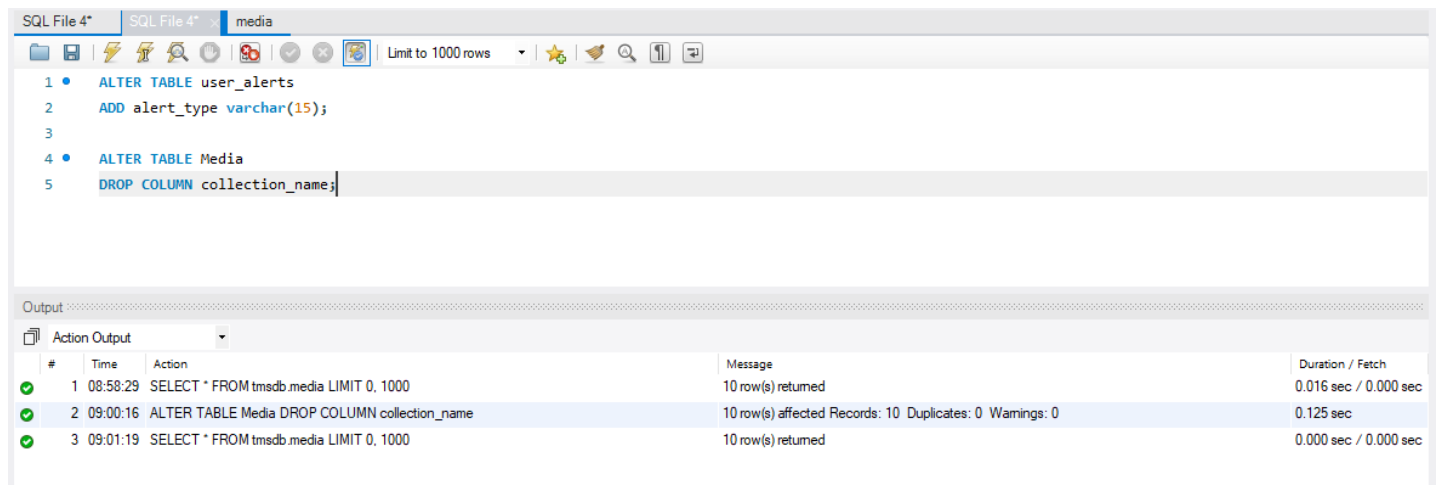 SQL File 4* SQL File 4* × media
Limit to 1000 rows
1 ALTER TABLE user_alerts
2 ADD alert_type varchar(15);
3
4 ALTER TABLE Media
5 DROP COLUMN collection_name;
Output
Action Output
# Time Action Message Duration / Fetch
1 08:58:29 SELECT * FROM tmsdb.media LIMIT 0, 1000 10 row(s) returned 0.016 sec / 0.000 sec
2 09:00:16 ALTER TABLE Media DROP COLUMN collection_name 10 row(s) affected Records: 10 Duplicates: 0 Warnings: 0 0.125 sec
3 09:01:19 SELECT * FROM tmsdb.media LIMIT 0, 1000 10 row(s) returned 0.000 sec / 0.000 sec